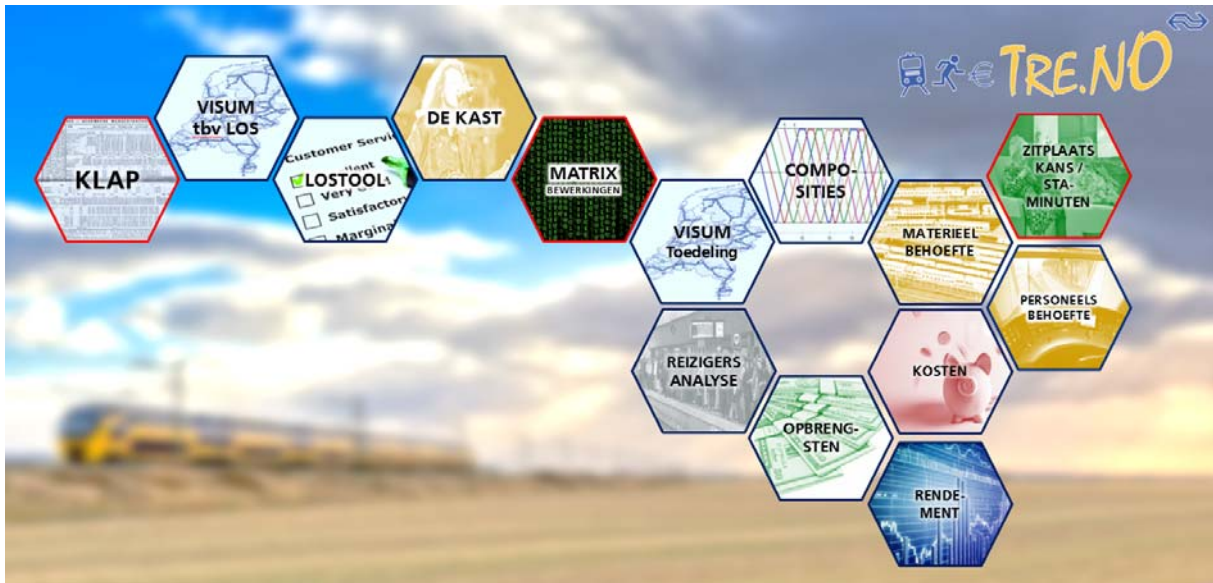 TRE.NO
KLAP
VISUM
tbv LOS
Customer Servi
LOSTOOL
Very
Satisfactor
Margina
DE KAST
MATRIX
BEWERKINGEN
VISUM
Toedeling
COMPO-
SITIES
MATERIEEL
BEHOEFTE
ZITPLAATS
KANS /
STA-
MINUTEN
PERSONEELS
BEHOEFTE
REIZIGERS
ANALYSE
OPBRENG-
STEN
KOSTEN
RENDE-
MENT